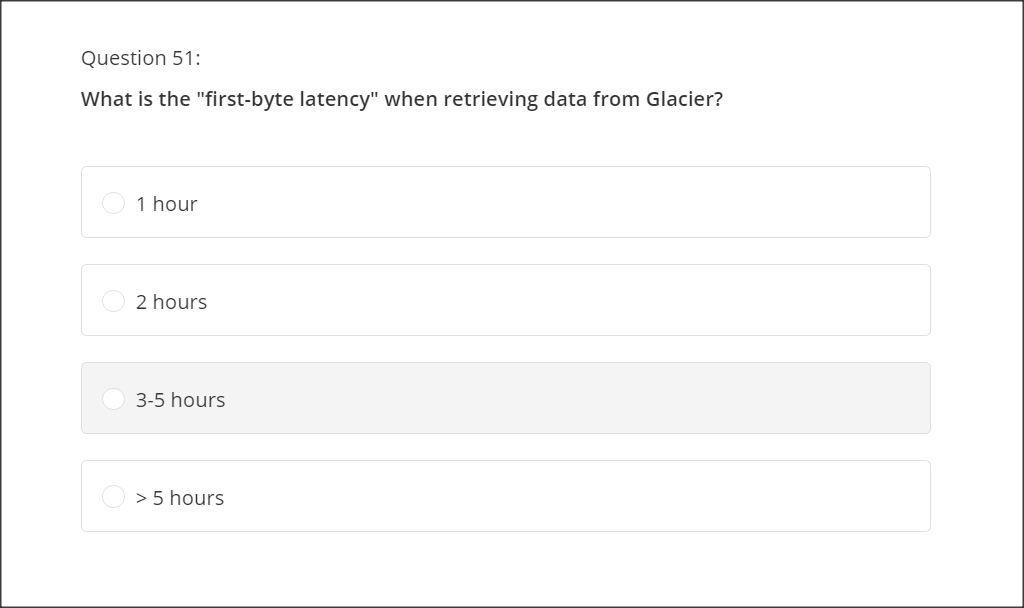 Question 51:
What is the "first-byte latency" when retrieving data from Glacier?
1 hour
2 hours
3-5 hours
> 5 hours